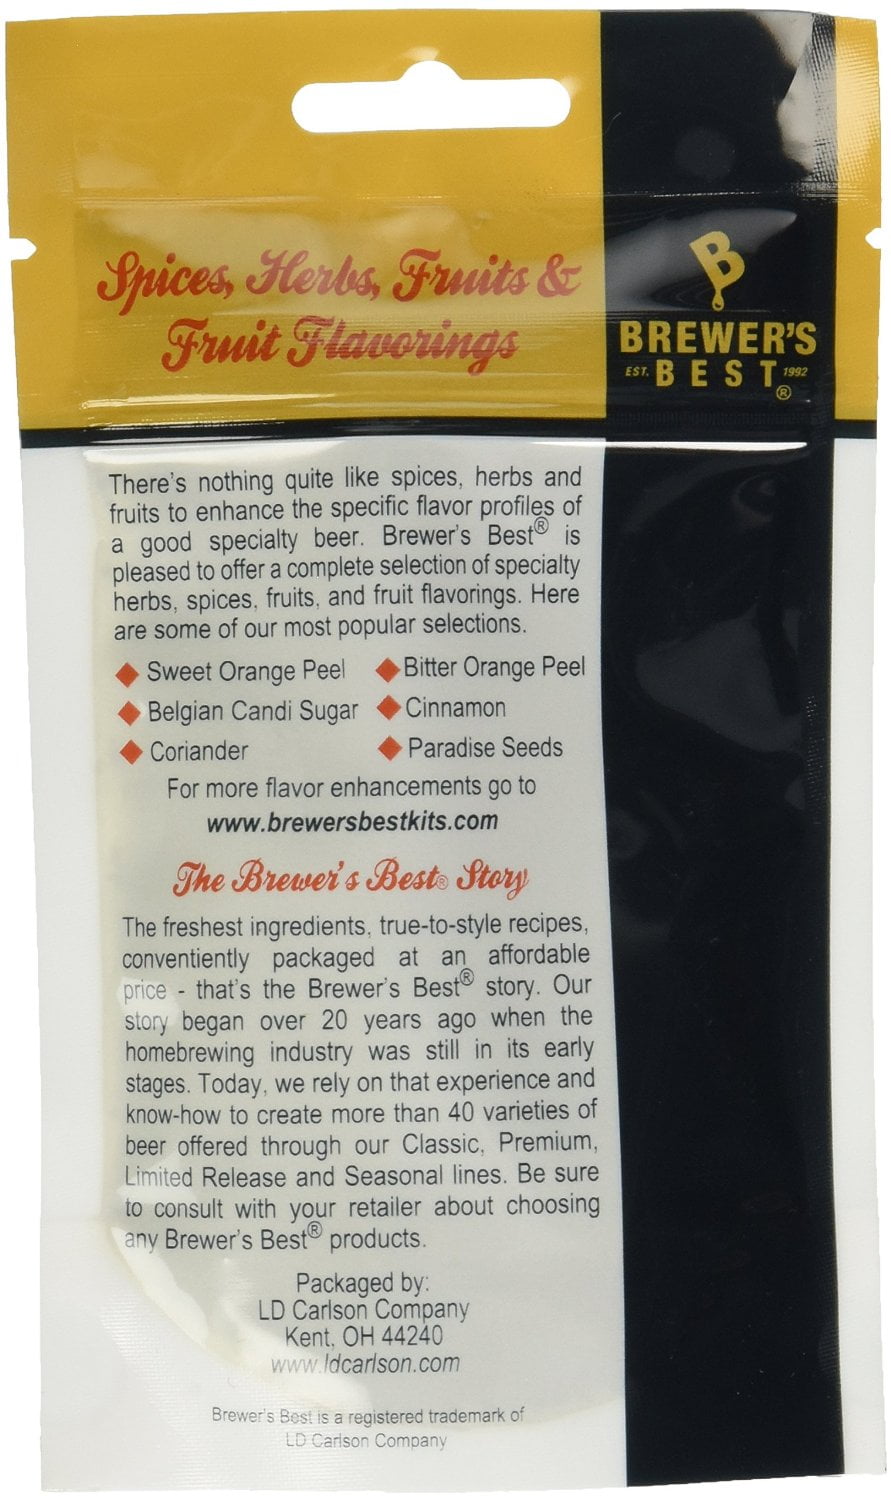 Spices, Herbs, Fruits &
Fruit Flavorings
B
BREWER'S
EST. BEST 1992
®
There's nothing quite like spices, herbs and
fruits to enhance the specific flavor profiles of
a good specialty beer. Brewer's Best® is
pleased to offer a complete selection of specialty
herbs, spices, fruits, and fruit flavorings. Here
are some of our most popular selections.
Sweet Orange Peel
Bitter Orange Peel
Belgian Candi Sugar
Cinnamon
Coriander
Paradise Seeds
For more flavor enhancements go to
www.brewersbestkits.com
The Brewer's Best® Story
The freshest ingredients, true-to-style recipes,
conventiently packaged at an affordable
price - that's the Brewer's Best® story. Our
story began over 20 years ago when the
homebrewing industry was still in its early
stages. Today, we rely on that experience and
know-how to create more than 40 varieties of
beer offered through our Classic, Premium,
Limited Release and Seasonal lines. Be sure
to consult with your retailer about choosing
any Brewer's Best® products.
Packaged by:
LD Carlson Company
Kent, OH 44240
www.ldcarlson.com
Brewer's Best is a registered trademark of
LD Carlson Company